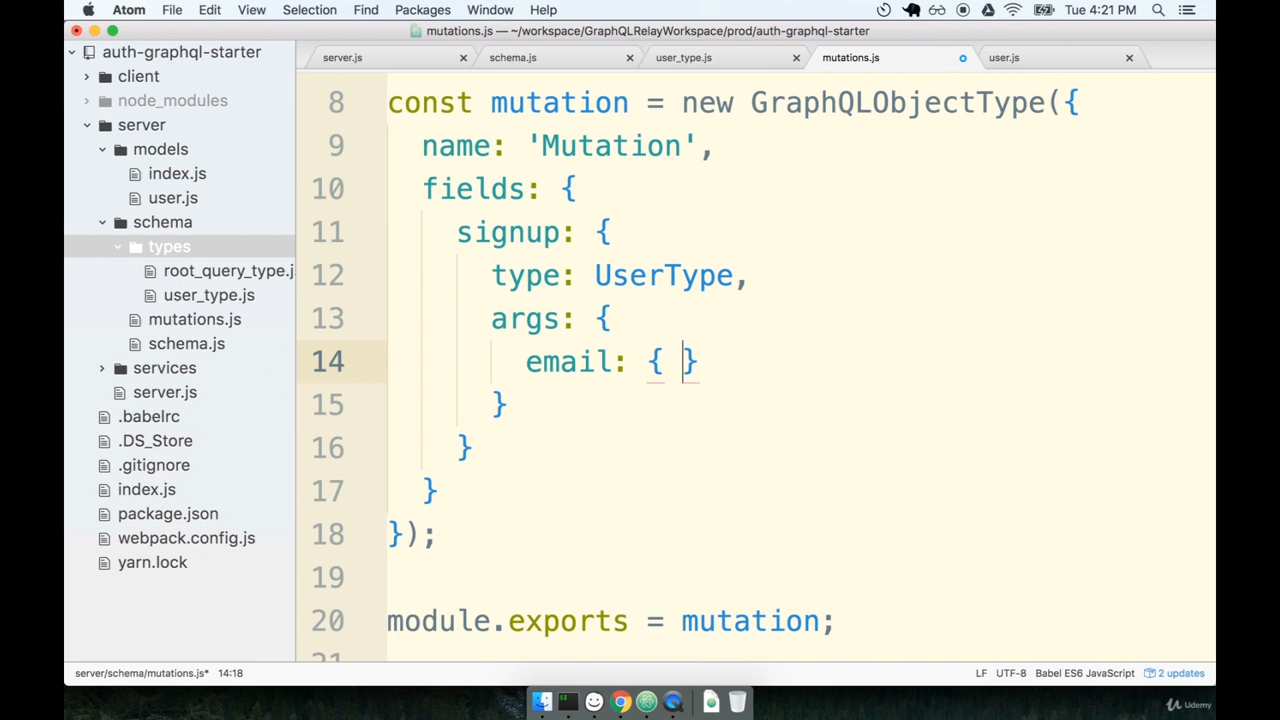 Atom File Edit View Selection Find Packages Window Help Tue 4:21 PM
mutations.js — ~/workspace/GraphQLRelayWorkspace/prod/auth-graphql-starter
auth-graphql-starter
client
node_modules
server
models
index.js
user.js
schema
types
root_query_type.j
user_type.js
mutations.js
schema.js
services
server.js
.babelrc
.DS_Store
.gitignore
index.js
package.json
webpack.config.js
yarn.lock
server.js schema.js user_type.js mutations.js user.js
8 const mutation = new GraphQLObjectType({
9 name: 'Mutation',
10 fields: {
11 signup: {
12 type: UserType,
13 args: {
14 email: { }
15 }
16 }
17 }
18 });
19
20 module.exports = mutation;
server/schema/mutations.js* 14:18 LF UTF-8 Babel ES6 JavaScript 2 updates
Udemy